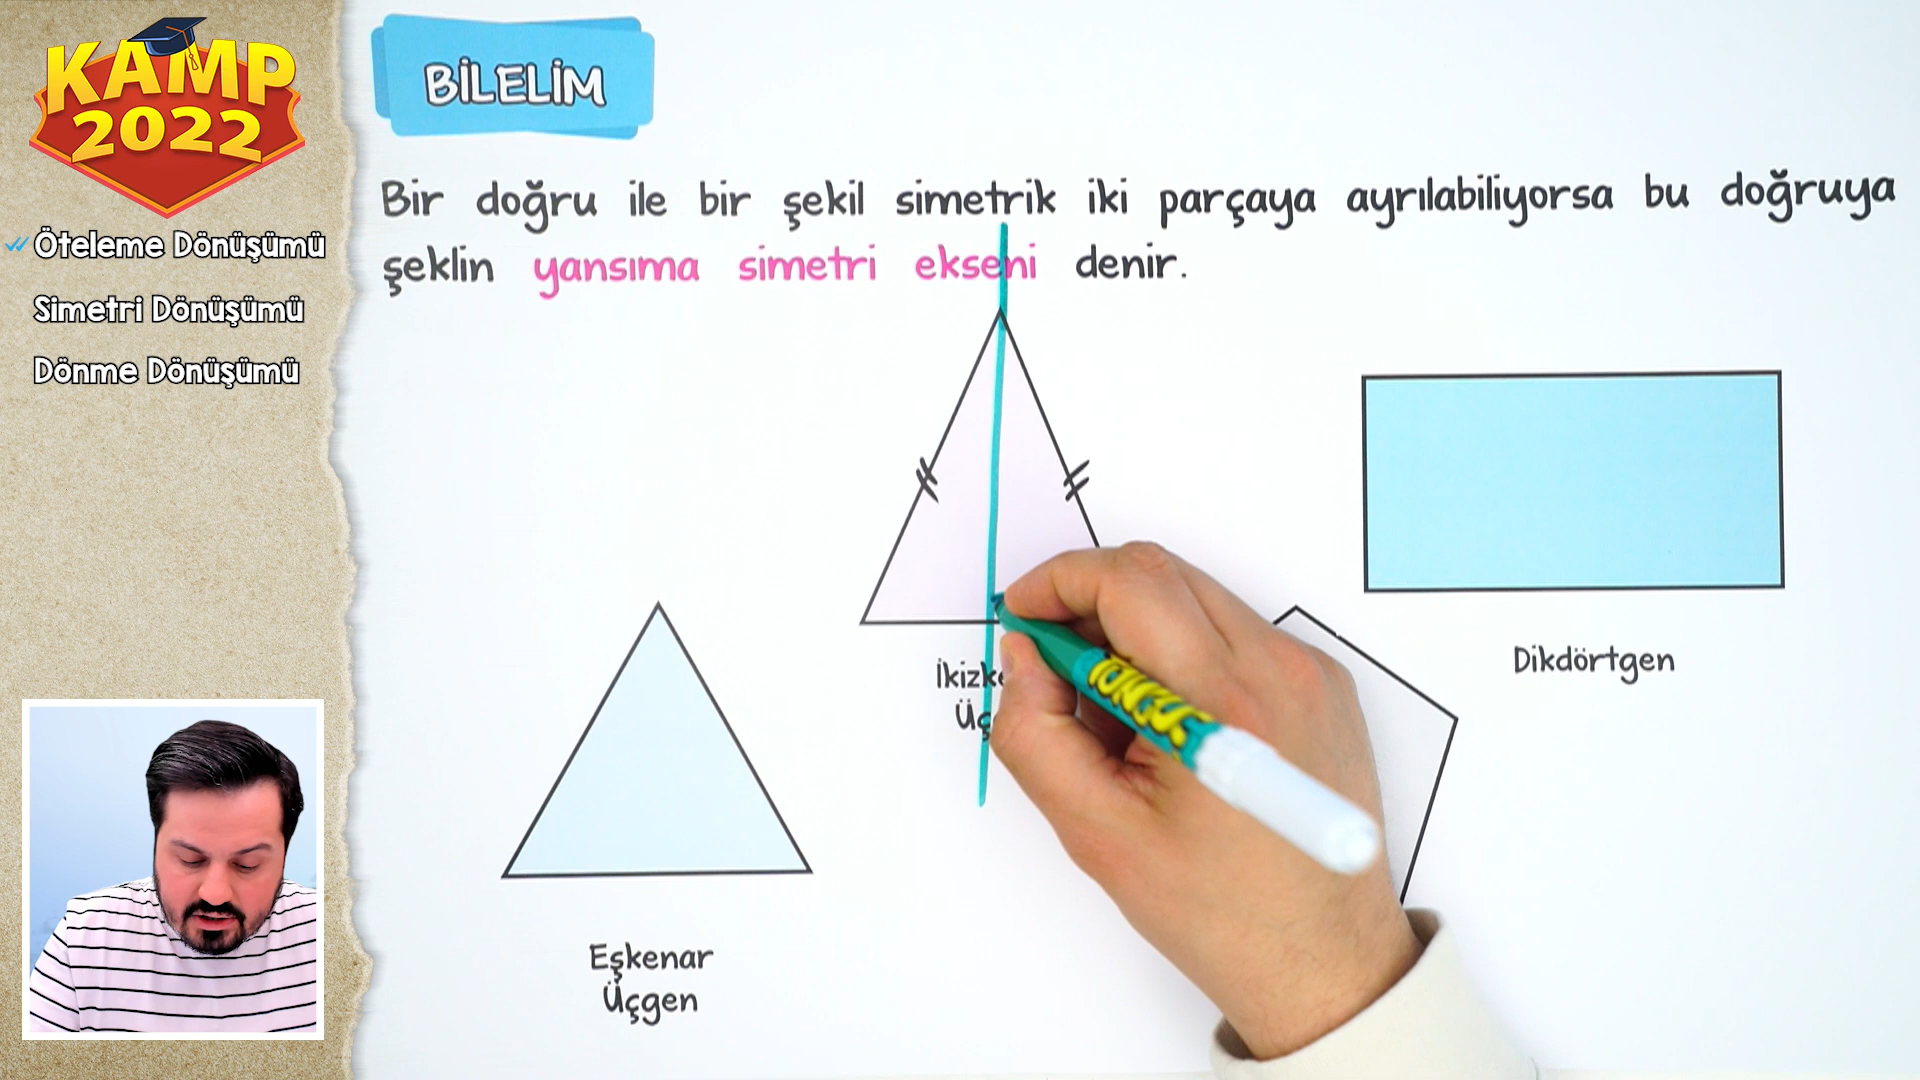 KAMP
2022
Öteleme Dönüşümü
Simetri Dönüşümü
Dönme Dönüşümü
BİLELİM
Bir doğru ile bir şekil simetrik iki parçaya ayrılabiliyorsa bu doğruya
şeklin yansıma simetri ekseni denir.
Dikdörtgen
Eşkenar
Üçgen